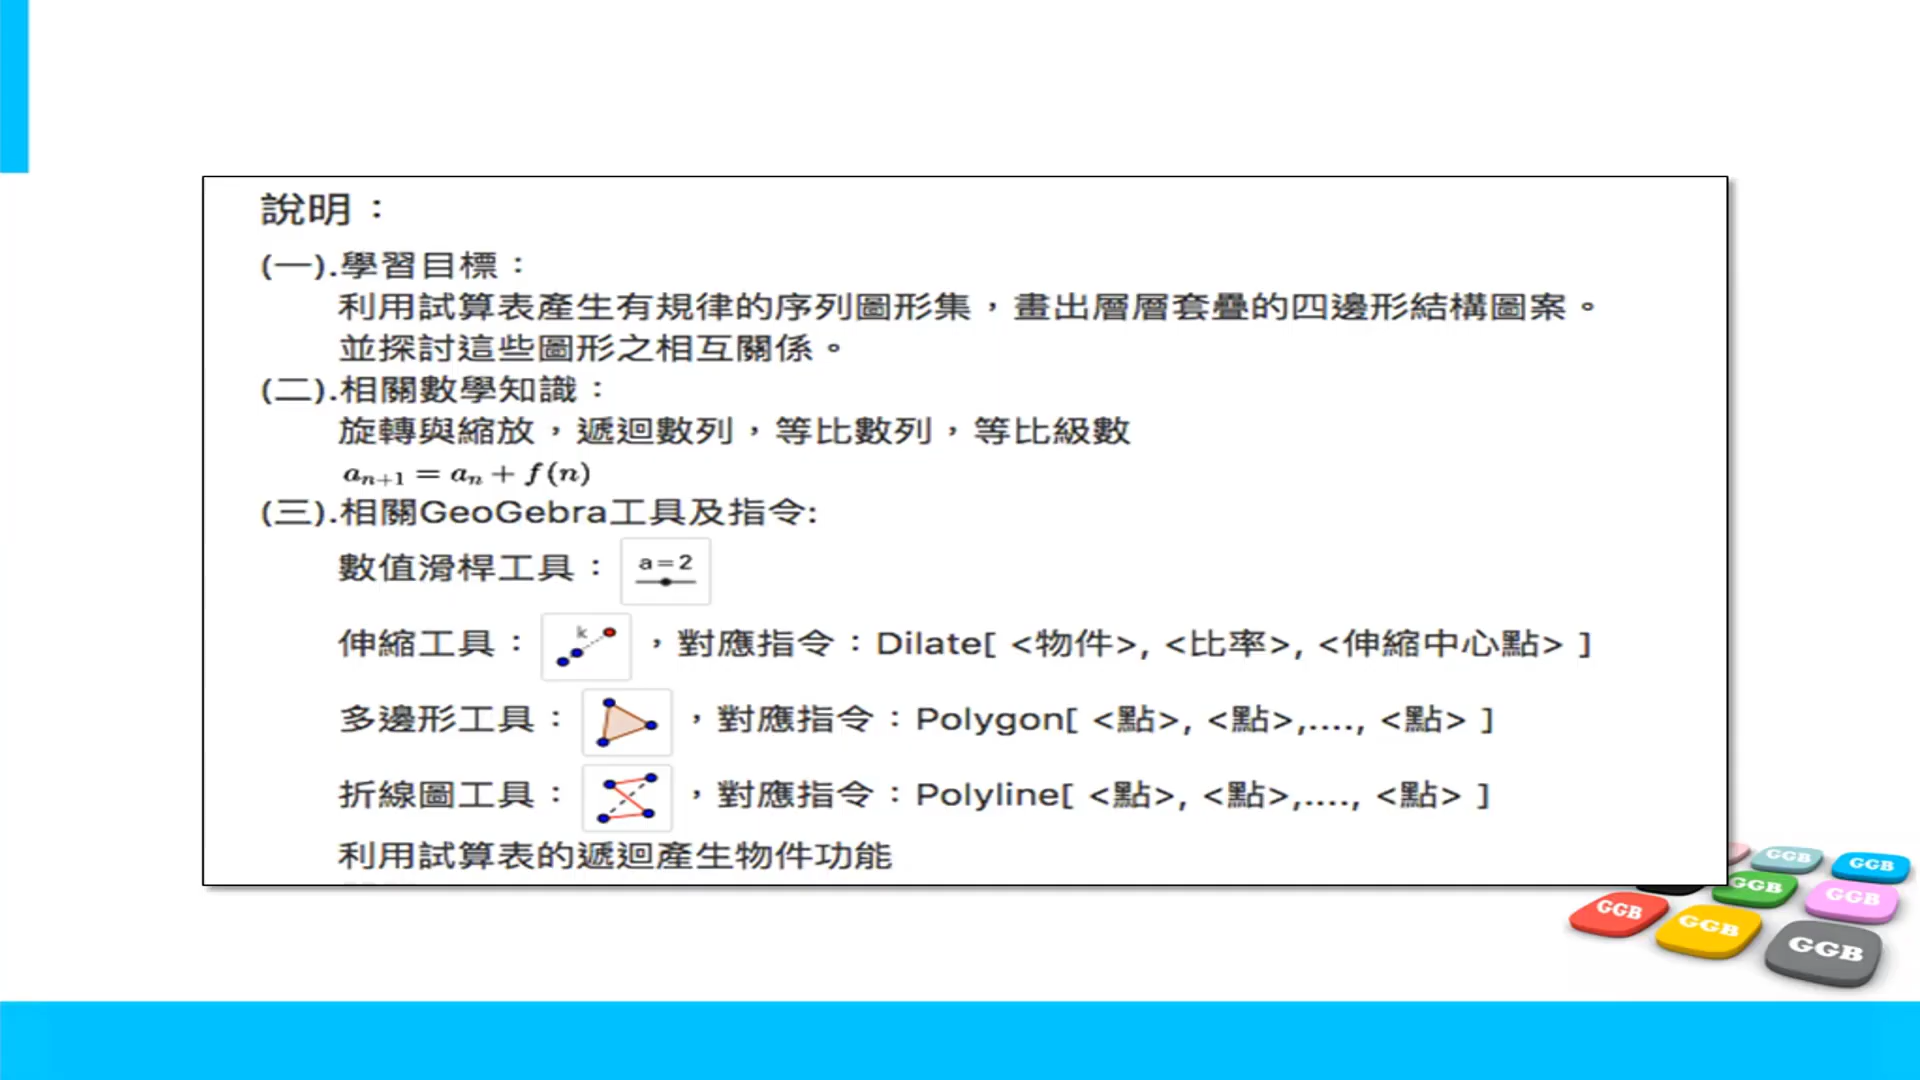 說明：
(一).學習目標：
利用試算表產生有規律的序列圖形集，畫出層層套疊的四邊形結構圖案。
並探討這些圖形之相互關係。
(二).相關數學知識：
旋轉與縮放，遞迴數列，等比數列，等比級數
aₙ₊₁ = aₙ + f(n)
(三).相關GeoGebra工具及指令:
數值滑桿工具： a=2
伸縮工具： k ，對應指令：Dilate[ <物件>, <比率>, <伸縮中心點> ]
多邊形工具： ，對應指令：Polygon[ <點>, <點>,...., <點> ]
折線圖工具： ，對應指令：Polyline[ <點>, <點>,...., <點> ]
利用試算表的遞迴產生物件功能
GGB GGB
GGB GGB
GGB GGB GGB